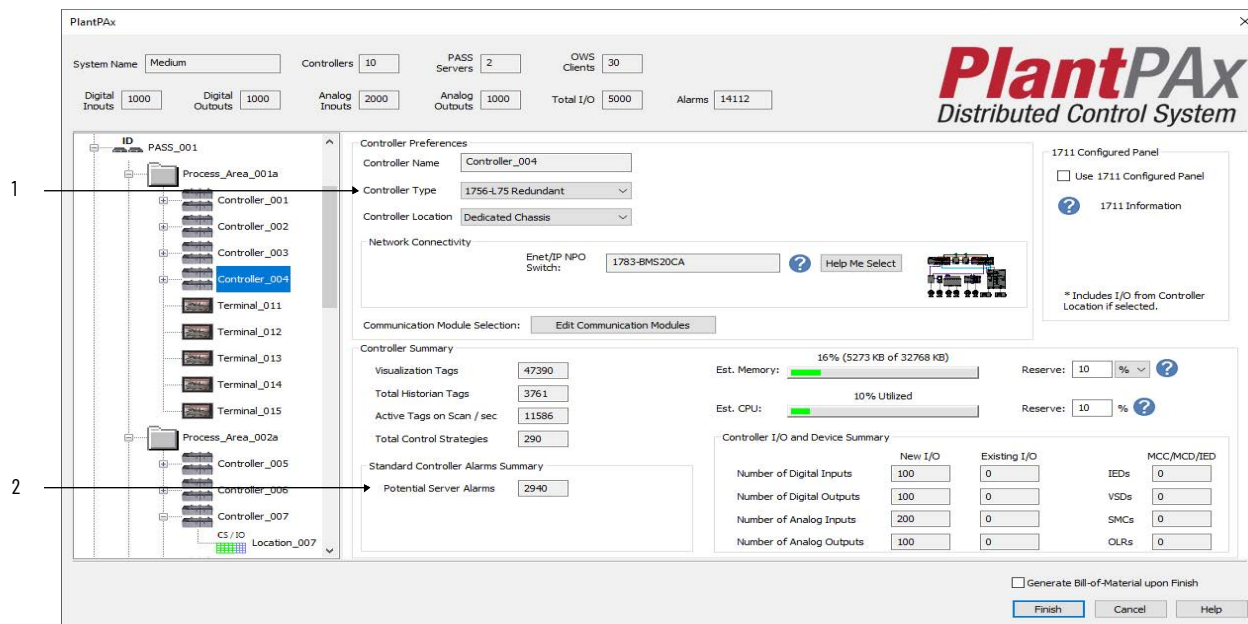 PlantPAx
System Name Medium Controllers 10 PASS Servers 2 OWS Clients 30
Digital Inputs 1000 Digital Outputs 1000 Analog Inputs 2000 Analog Outputs 1000 Total I/O 5000 Alarms 14112
PlantPAx
Distributed Control System
ID PASS_001
Process_Area_001a
Controller_001
Controller_002
Controller_003
Controller_004
Terminal_011
Terminal_012
Terminal_013
Terminal_014
Terminal_015
Process_Area_002a
Controller_005
Controller_006
Controller_007
CS / IO Location_007
Controller Preferences
Controller Name Controller_004
1 Controller Type 1756-L75 Redundant
Controller Location Dedicated Chassis
Network Connectivity
Enet/IP NPO Switch: 1783-BMS20CA ? Help Me Select
Communication Module Selection: Edit Communication Modules
1711 Configured Panel
Use 1711 Configured Panel
? 1711 Information
* Includes I/O from Controller
Location if selected.
Controller Summary
Visualization Tags 47390
Total Historian Tags 3761
Active Tags on Scan / sec 11586
Total Control Strategies 290
Standard Controller Alarms Summary
2 Potential Server Alarms 2940
16% (5273 KB of 32768 KB)
Est. Memory: Reserve: 10 % ?
10% Utilized
Est. CPU: Reserve: 10 % ?
Controller I/O and Device Summary
New I/O Existing I/O MCC/MCD/IED
Number of Digital Inputs 100 0 IEDs 0
Number of Digital Outputs 100 0 VSDs 0
Number of Analog Inputs 200 0 SMCs 0
Number of Analog Outputs 100 0 OLRs 0
Generate Bill-of-Material upon Finish
Finish Cancel Help